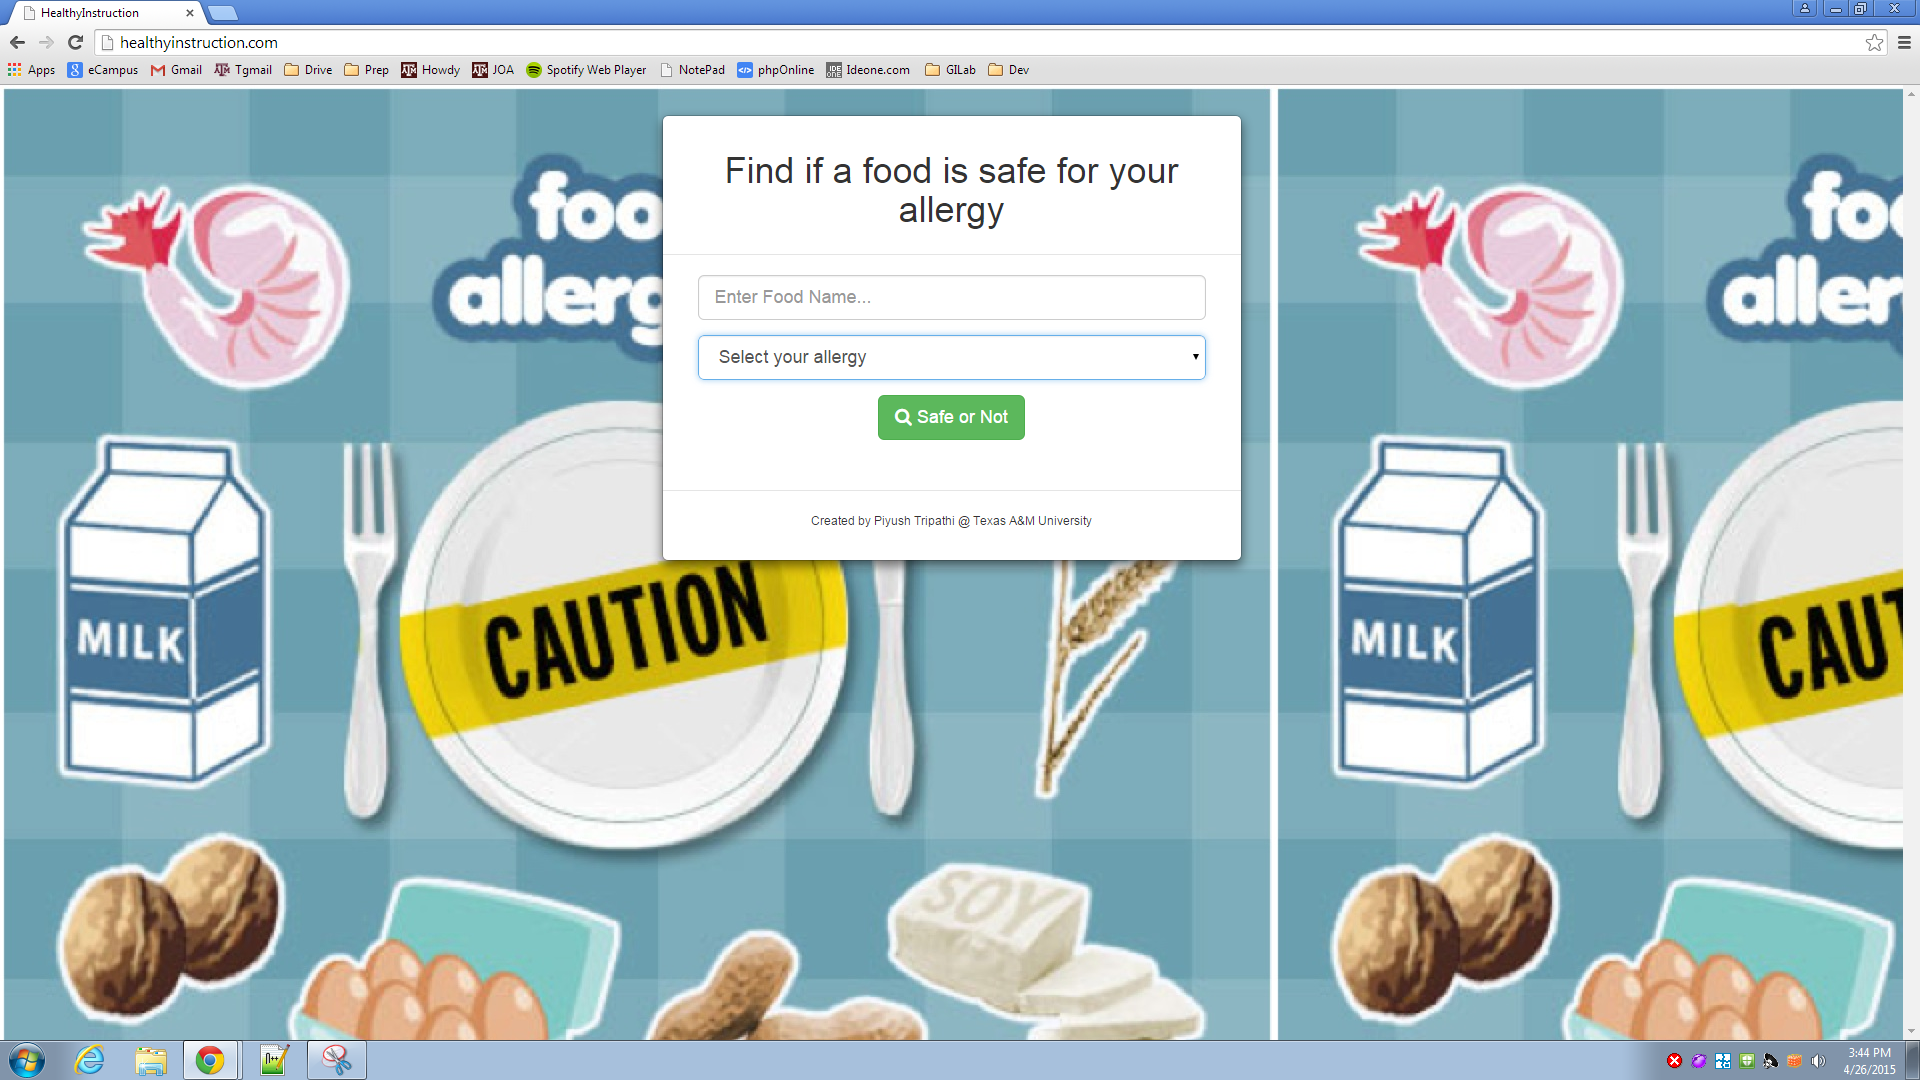 HealthyInstruction
healthyinstruction.com
Apps eCampus Gmail Tgmail Drive Prep Howdy JOA Spotify Web Player NotePad phpOnline Ideone.com GILab Dev
Find if a food is safe for your
allergy
Enter Food Name...
Select your allergy
Safe or Not
Created by Piyush Tripathi @ Texas A&M University
foo
allerg
fo
aller
MILK
CAUTION
MILK
CAUT
SOY
3:44 PM
4/26/2015